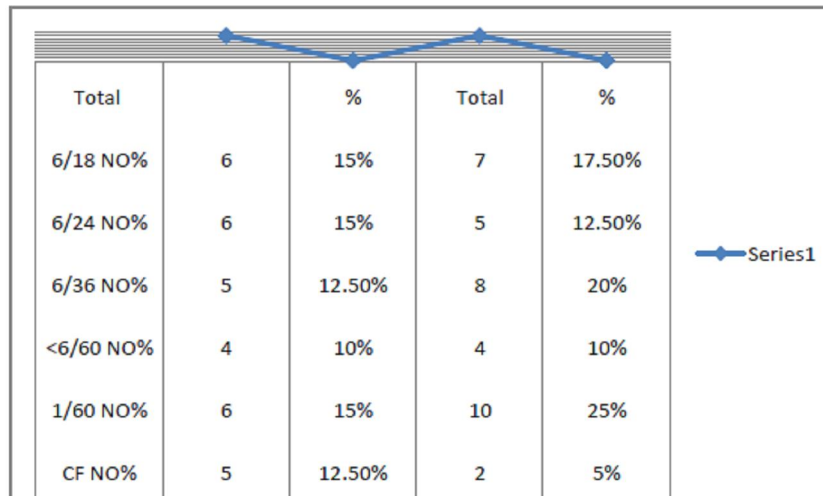 Total % Total %
6/18 NO% 6 15% 7 17.50%
6/24 NO% 6 15% 5 12.50%
6/36 NO% 5 12.50% 8 20%
Series1
<6/60 NO% 4 10% 4 10%
1/60 NO% 6 15% 10 25%
CF NO% 5 12.50% 2 5%